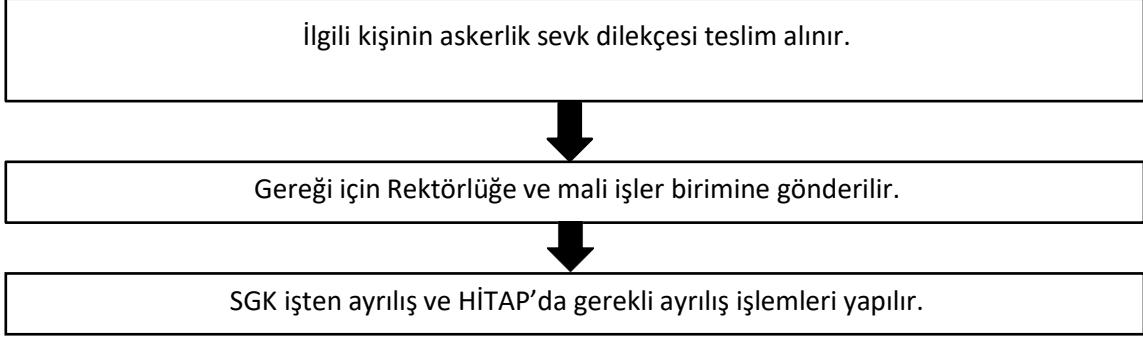 İlgili kişinin askerlik sevk dilekçesi teslim alınır.
Gereği için Rektörlüğe ve mali işler birimine gönderilir.
SGK işten ayrılış ve HİTAP’da gerekli ayrılış işlemleri yapılır.